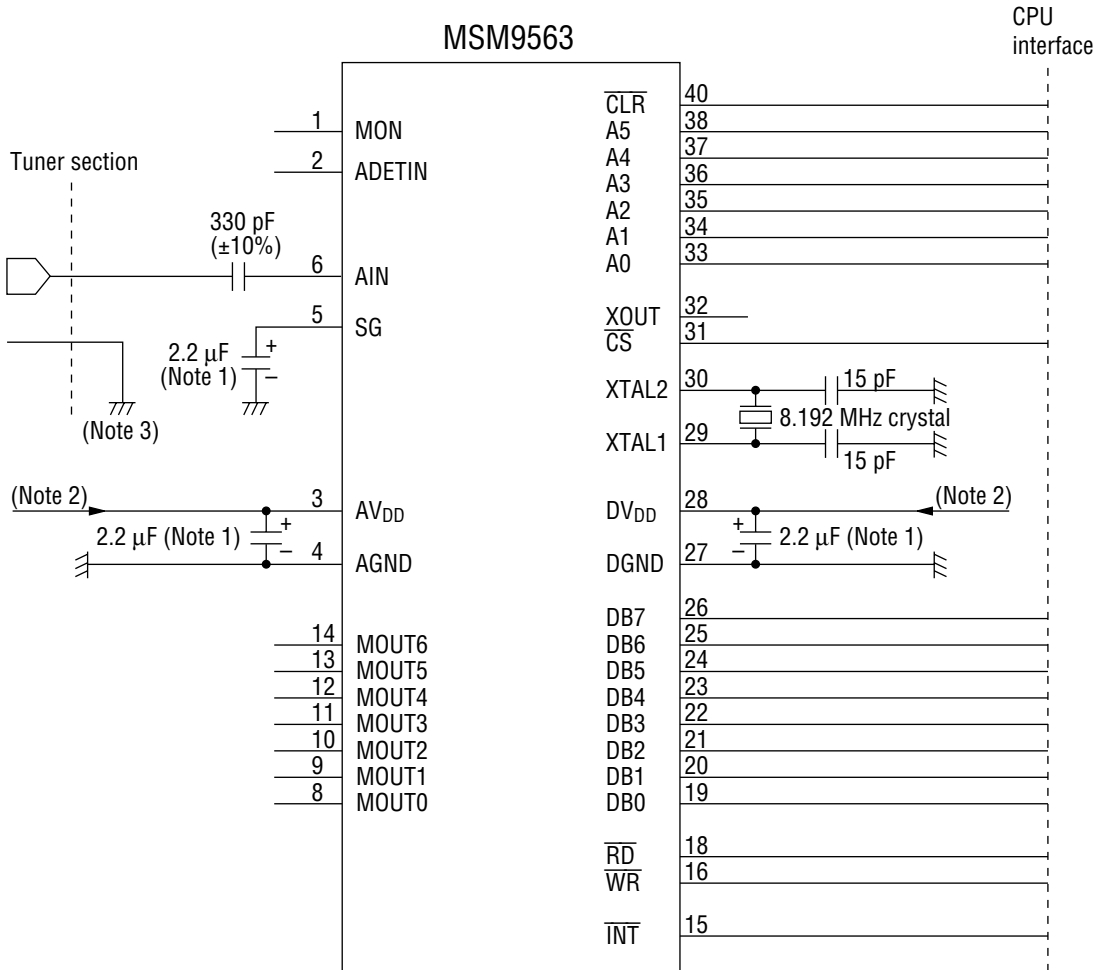 MSM9563
CPU
interface
Tuner section
330 pF
(±10%)
2.2 µF
(Note 1)
+
–
(Note 3)
(Note 2)
2.2 µF (Note 1)
+
–
1 MON
2 ADETIN
6 AIN
5 SG
3 AVDD
4 AGND
14 MOUT6
13 MOUT5
12 MOUT4
11 MOUT3
10 MOUT2
9 MOUT1
8 MOUT0
CLR 40
A5 38
A4 37
A3 36
A2 35
A1 34
A0 33
XOUT 32
CS 31
XTAL2 30
15 pF
8.192 MHz crystal
XTAL1 29
15 pF
DVDD 28
(Note 2)
+
–
2.2 µF (Note 1)
DGND 27
DB7 26
DB6 25
DB5 24
DB4 23
DB3 22
DB2 21
DB1 20
DB0 19
RD 18
WR 16
INT 15